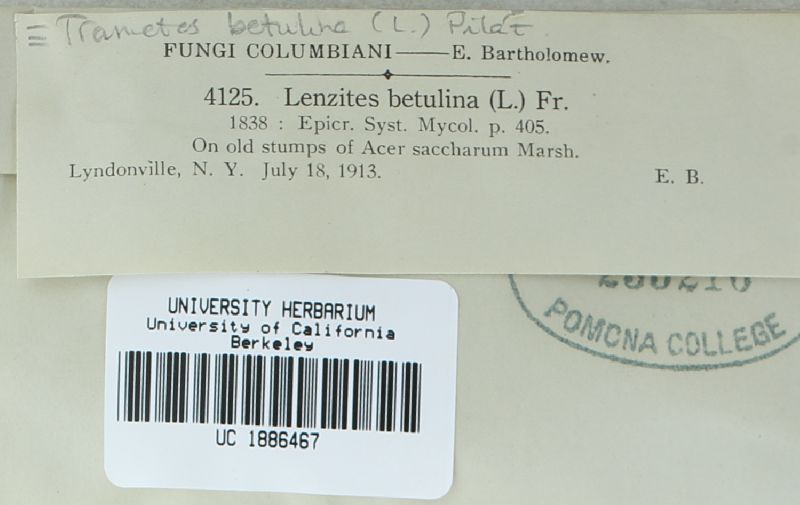 ≡ Trametes betulina (L.) Pilát
FUNGI COLUMBIANI——E. Bartholomew.
4125. Lenzites betulina (L.) Fr.
1838 : Epicr. Syst. Mycol. p. 405.
On old stumps of Acer saccharum Marsh.
Lyndonville, N. Y. July 18, 1913. E. B.
POMONA COLLEGE
UNIVERSITY HERBARIUM
University of California
Berkeley
UC 1886467